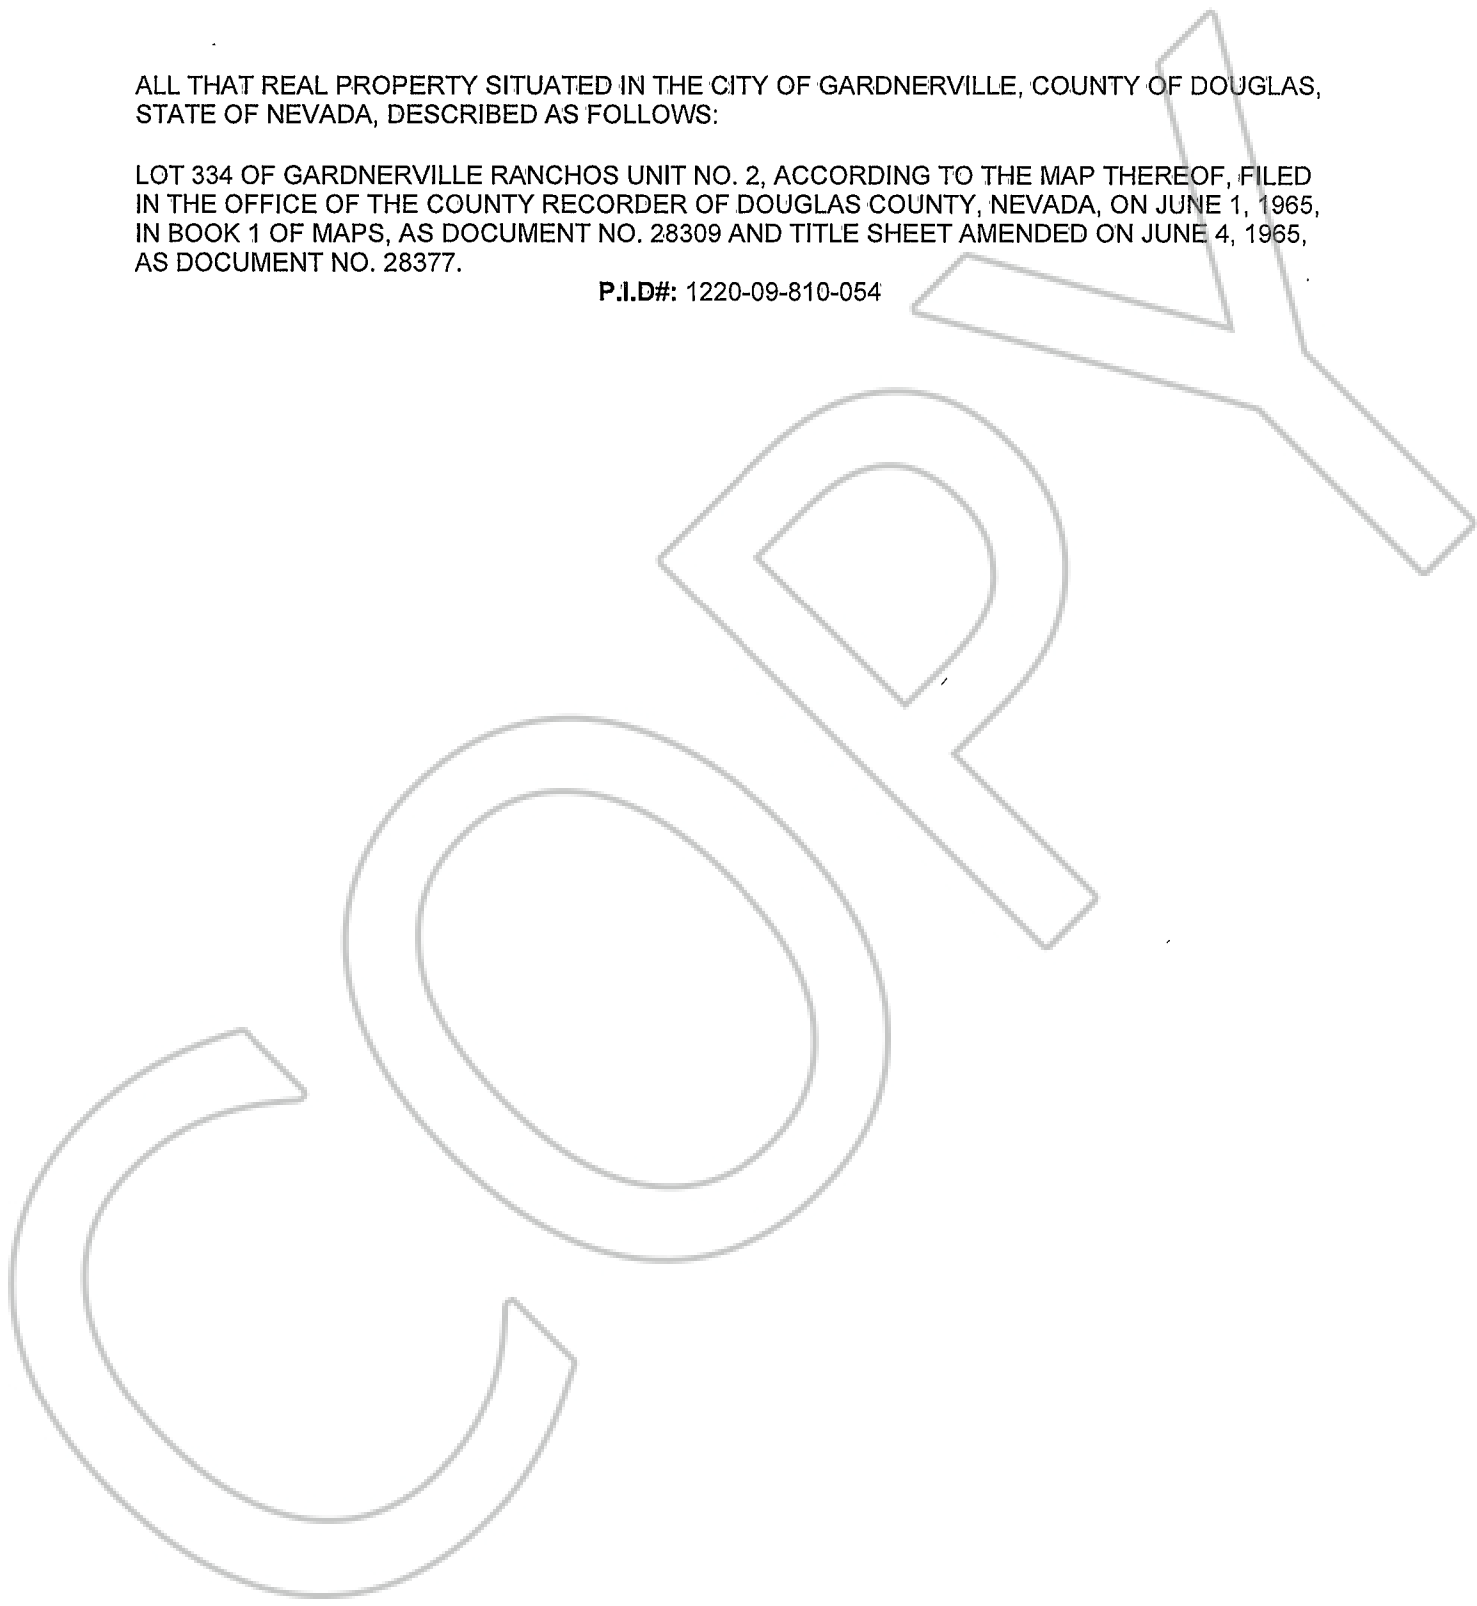 ALL THAT REAL PROPERTY SITUATED IN THE CITY OF GARDNERVILLE, COUNTY OF DOUGLAS,
STATE OF NEVADA, DESCRIBED AS FOLLOWS:
LOT 334 OF GARDNERVILLE RANCHOS UNIT NO. 2, ACCORDING TO THE MAP THEREOF, FILED
IN THE OFFICE OF THE COUNTY RECORDER OF DOUGLAS COUNTY, NEVADA, ON JUNE 1, 1965,
IN BOOK 1 OF MAPS, AS DOCUMENT NO. 28309 AND TITLE SHEET AMENDED ON JUNE 4, 1965,
AS DOCUMENT NO. 28377.
P.I.D#: 1220-09-810-054
COPY